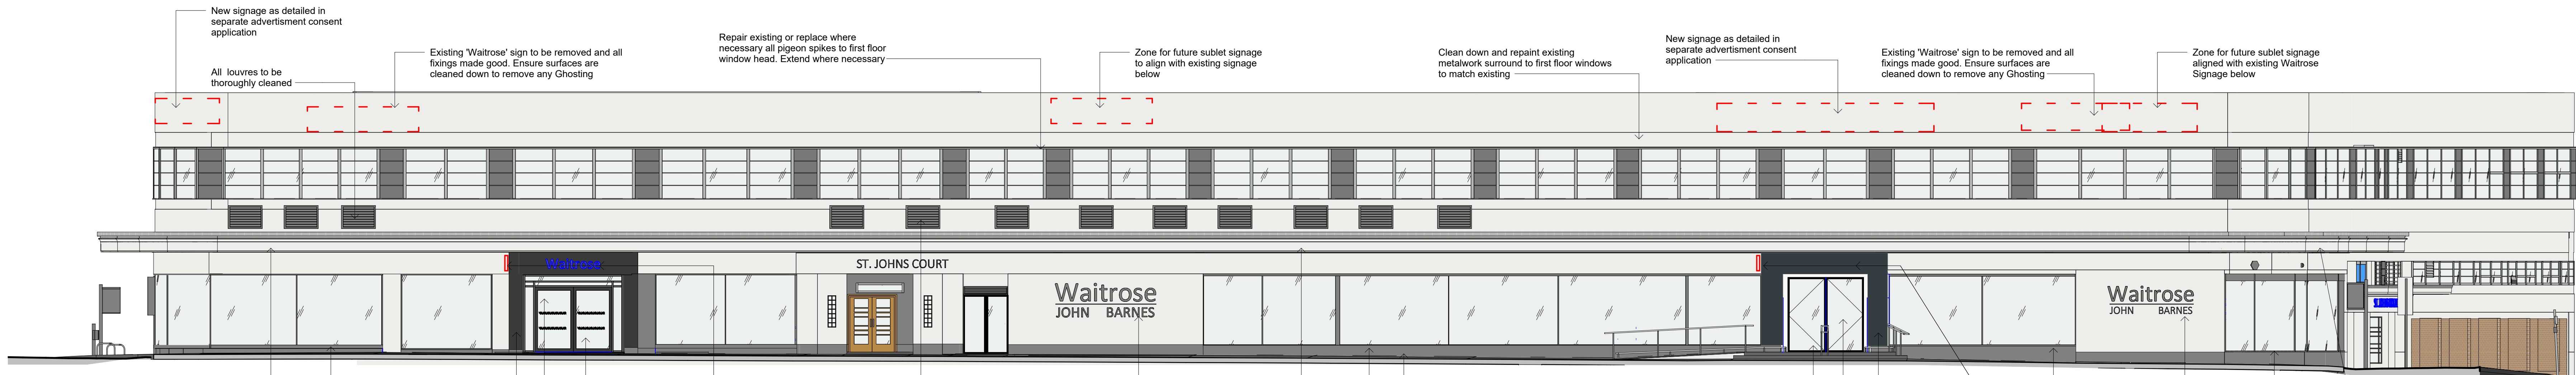 New signage as detailed in
separate advertisment consent
application
All louvres to be
thoroughly cleaned
Existing 'Waitrose' sign to be removed and all
fixings made good. Ensure surfaces are
cleaned down to remove any Ghosting
Repair existing or replace where
necessary all pigeon spikes to first floor
window head. Extend where necessary
Zone for future sublet signage
to align with existing signage
below
Clean down and repaint existing
metalwork surround to first floor windows
to match existing
New signage as detailed in
separate advertisment consent
application
Existing 'Waitrose' sign to be removed and all
fixings made good. Ensure surfaces are
cleaned down to remove any Ghosting
Zone for future sublet signage
aligned with existing Waitrose
Signage below
Waitrose
ST. JOHNS COURT
Waitrose
JOHN BARNES
Waitrose
JOHN BARNES